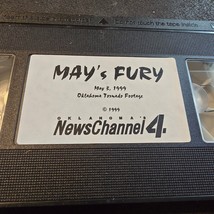 MAY's FURY
May 3, 1999
Oklahoma Tornado Footage
© 1999
OKLAHOMA'S
NewsChannel 4